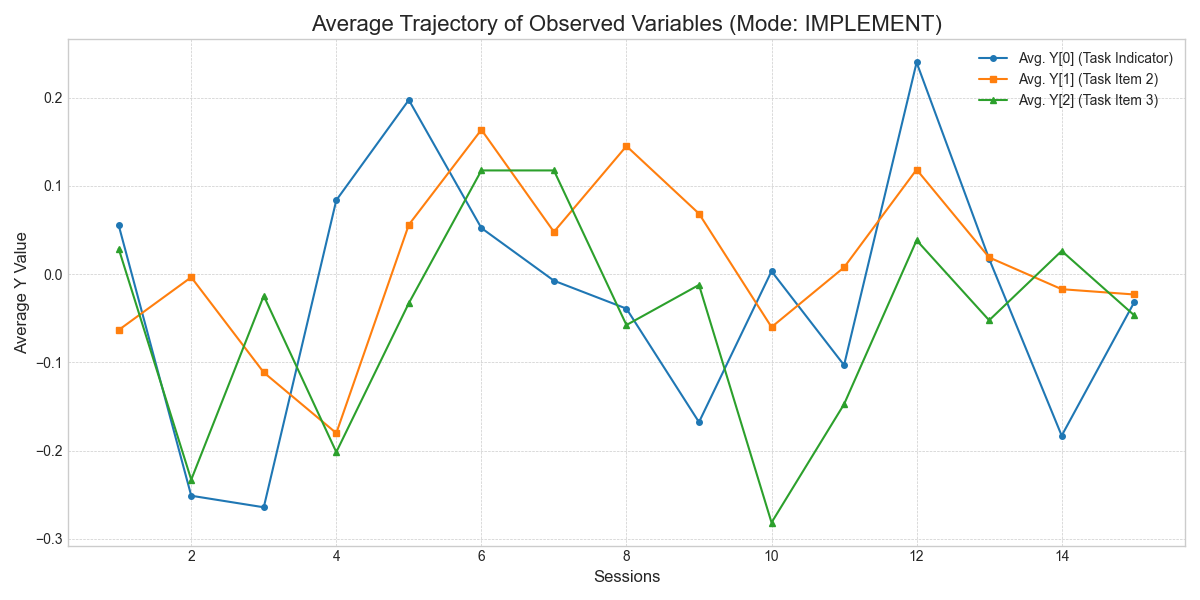 Average Trajectory of Observed Variables (Mode: IMPLEMENT)
Avg. Y[0] (Task Indicator)
Avg. Y[1] (Task Item 2)
Avg. Y[2] (Task Item 3)
Average Y Value
0.2
0.1
0.0
−0.1
−0.2
−0.3
2 4 6 8 10 12 14
Sessions